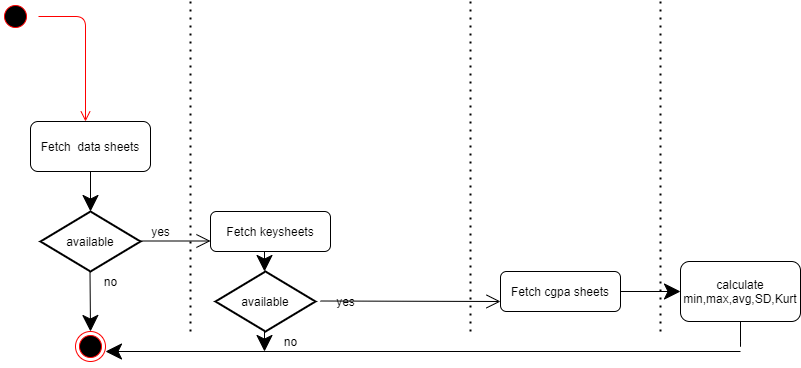 Fetch  data sheets
available
yes
no
Fetch keysheets
available
yes
no
Fetch cgpa sheets
calculate
min,max,avg,SD,Kurt